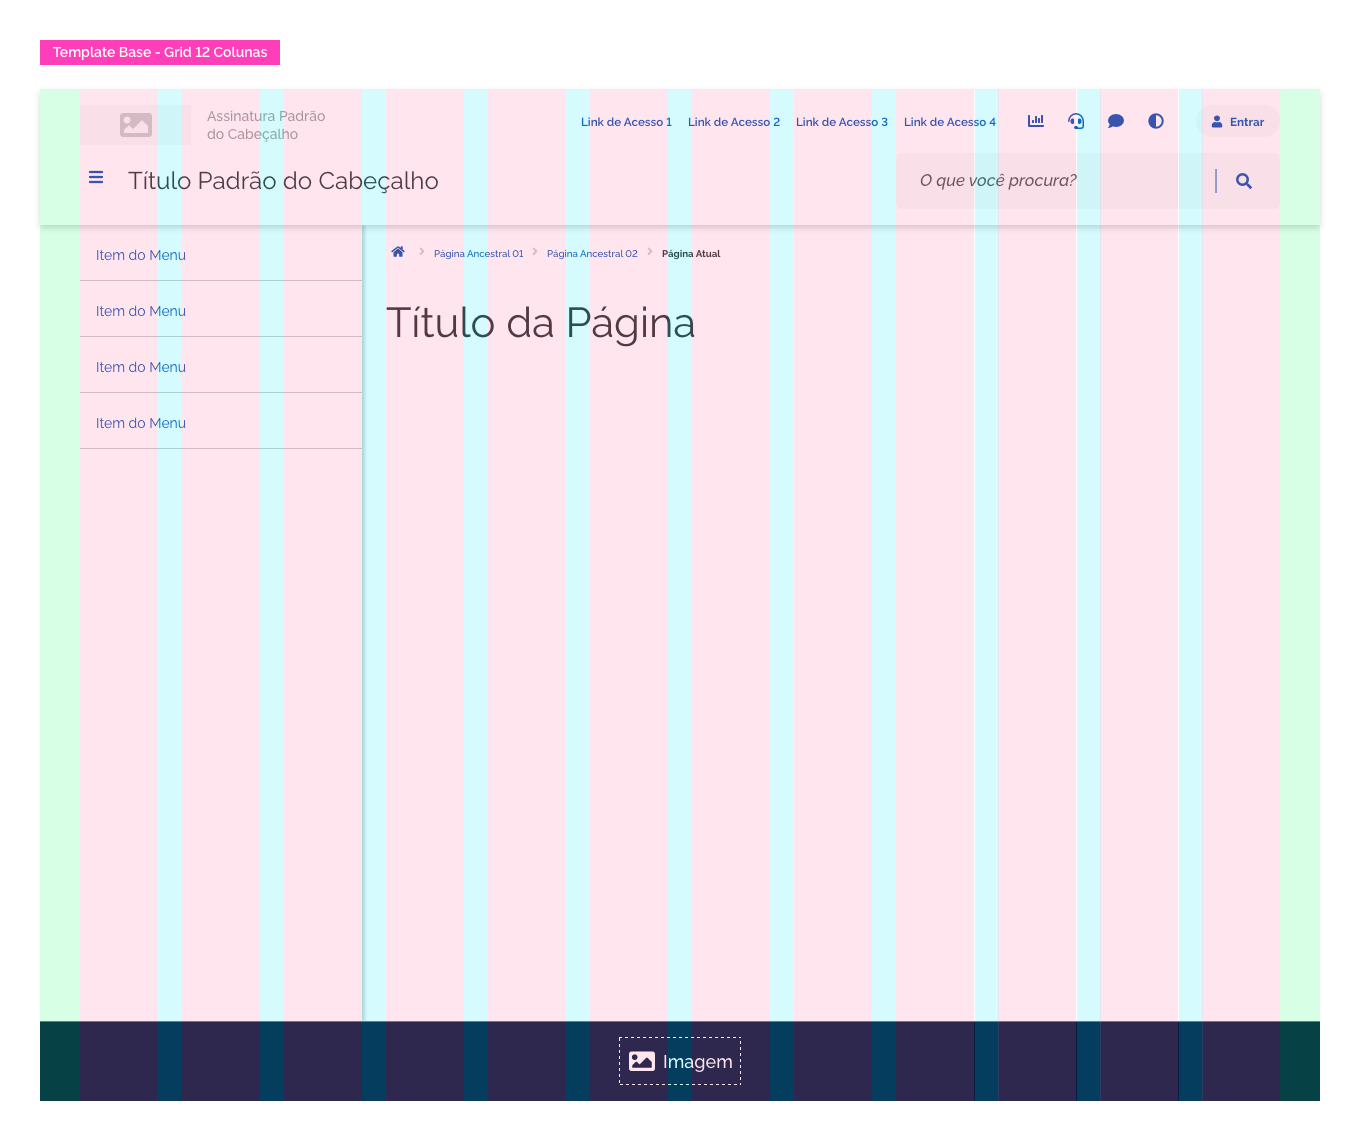 Template Base - Grid 12 Colunas
Assinatura Padrão
do Cabeçalho
Link de Acesso 1
Link de Acesso 2
Link de Acesso 3
Link de Acesso 4
Entrar
Título Padrão do Cabeçalho
O que você procura?
Item do Menu
Item do Menu
Item do Menu
Item do Menu
Página Ancestral 01
Página Ancestral 02
Página Atual
Título da Página
Imagem